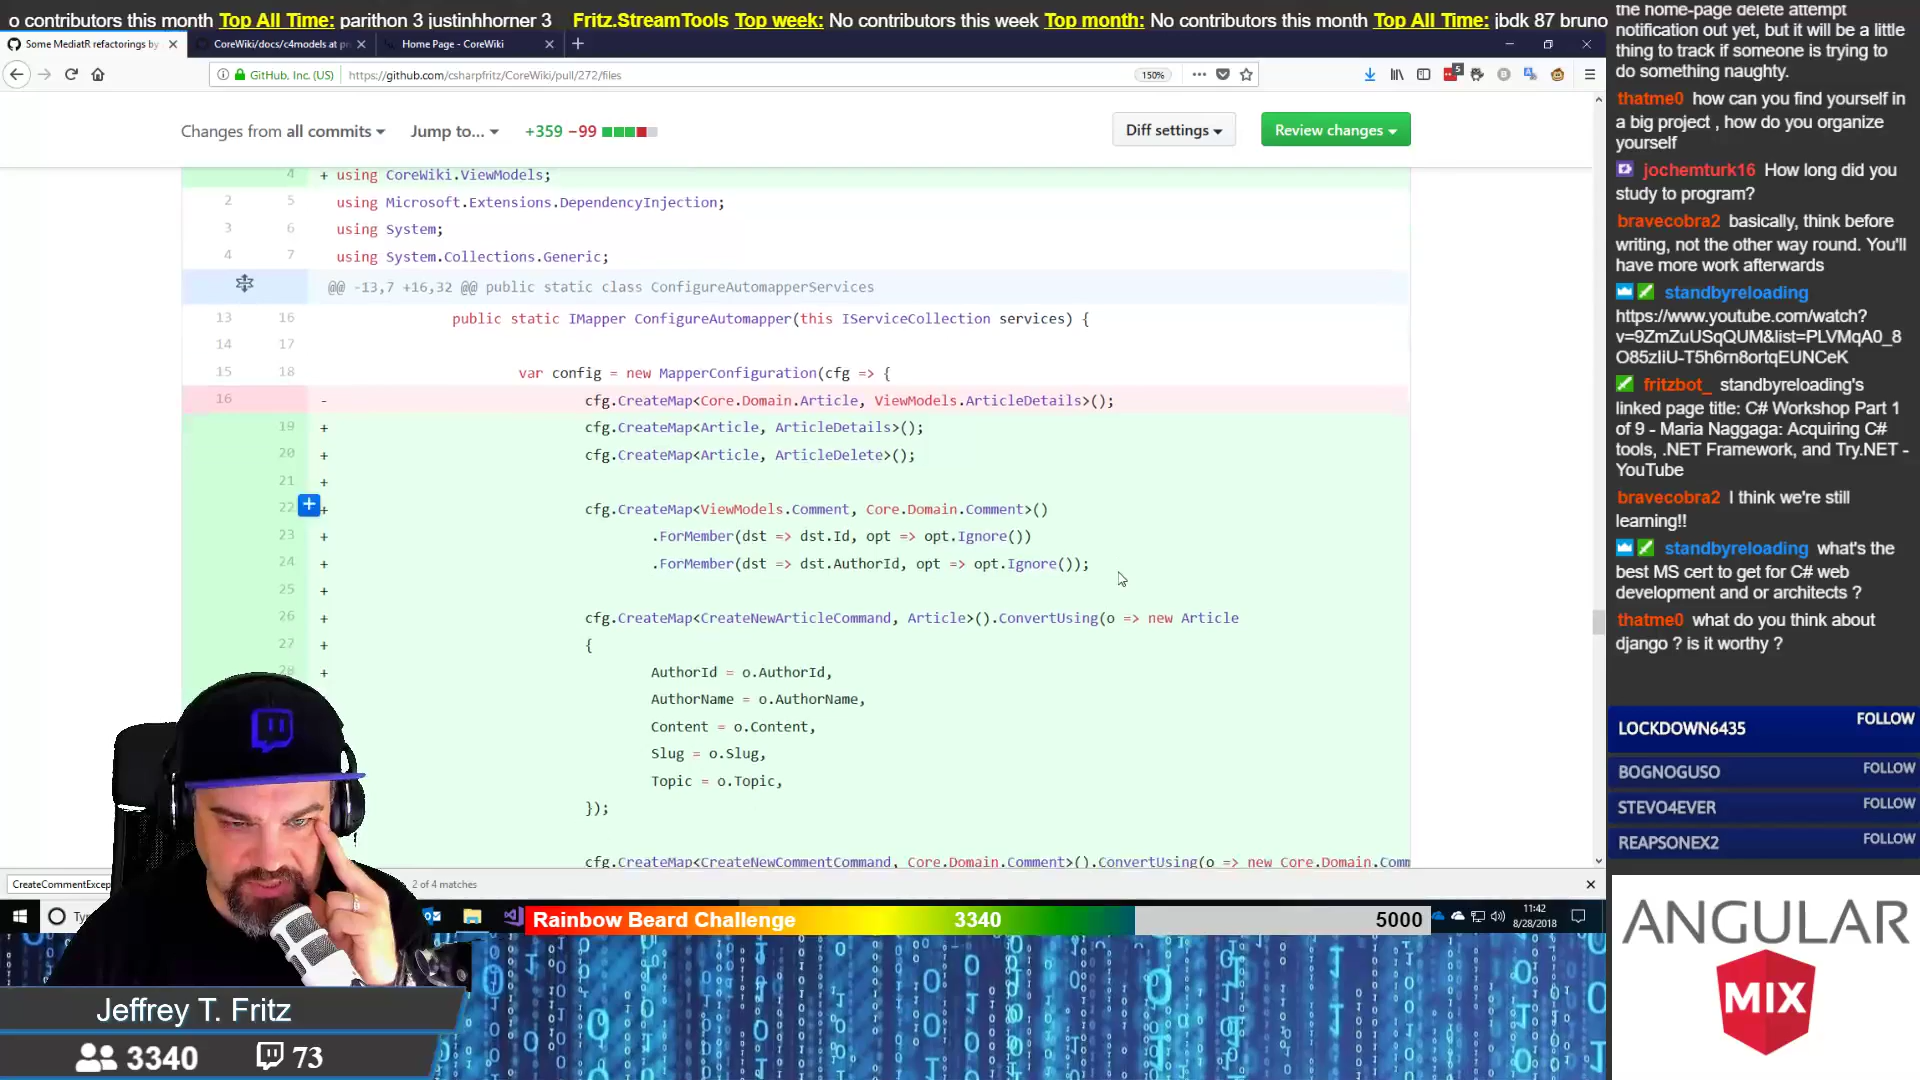 o contributors this month Top All Time: parithon 3 justinhhorner 3 Fritz.StreamTools Top week: No contributors this week Top month: No contributors this month Top All Time: jbdk 87 bruno
Some MediatR refactorings by
CoreWiki/docs/c4models at pr
Home Page - CoreWiki
GitHub, Inc. (US)
https://github.com/csharpfritz/CoreWiki/pull/272/files
150%
5
Changes from all commits
Jump to...
+359 −99
Diff settings
Review changes
4 + using CoreWiki.ViewModels;
2 5 using Microsoft.Extensions.DependencyInjection;
3 6 using System;
4 7 using System.Collections.Generic;
@@ -13,7 +16,32 @@ public static class ConfigureAutomapperServices
13 16 public static IMapper ConfigureAutomapper(this IServiceCollection services) {
14 17
15 18 var config = new MapperConfiguration(cfg => {
16 - cfg.CreateMap<Core.Domain.Article, ViewModels.ArticleDetails>();
19 + cfg.CreateMap<Article, ArticleDetails>();
20 + cfg.CreateMap<Article, ArticleDelete>();
21 +
22 + cfg.CreateMap<ViewModels.Comment, Core.Domain.Comment>()
23 + .ForMember(dst => dst.Id, opt => opt.Ignore())
24 + .ForMember(dst => dst.AuthorId, opt => opt.Ignore());
25 +
26 + cfg.CreateMap<CreateNewArticleCommand, Article>().ConvertUsing(o => new Article
27 + {
28 + AuthorId = o.AuthorId,
AuthorName = o.AuthorName,
Content = o.Content,
Slug = o.Slug,
Topic = o.Topic,
});
cfg.CreateMap<CreateNewCommentCommand, Core.Domain.Comment>().ConvertUsing(o => new Core.Domain.Comm
CreateCommentExcep
2 of 4 matches
Rainbow Beard Challenge 3340 5000
11:42
8/28/2018
Jeffrey T. Fritz
3340
73
the home-page delete attempt
notification out yet, but it will be a little
thing to track if someone is trying to
do something naughty.
thatme0 how can you find yourself in
a big project , how do you organize
yourself
jochemturk16 How long did you
study to program?
bravecobra2 basically, think before
writing, not the other way round. You'll
have more work afterwards
standbyreloading
https://www.youtube.com/watch?
v=9ZmZuUSqQUM&list=PLVMqA0_8
O85zIiU-T5h6rn8ortqEUNCeK
fritzbot_ standbyreloading's
linked page title: C# Workshop Part 1
of 9 - Maria Naggaga: Acquiring C#
tools, .NET Framework, and Try.NET -
YouTube
bravecobra2 I think we're still
learning!!
standbyreloading what's the
best MS cert to get for C# web
development and or architects ?
thatme0 what do you think about
django ? is it worthy ?
LOCKDOWN6435 FOLLOW
BOGNOGUSO FOLLOW
STEVO4EVER FOLLOW
REAPSONEX2 FOLLOW
ANGULAR
MIX